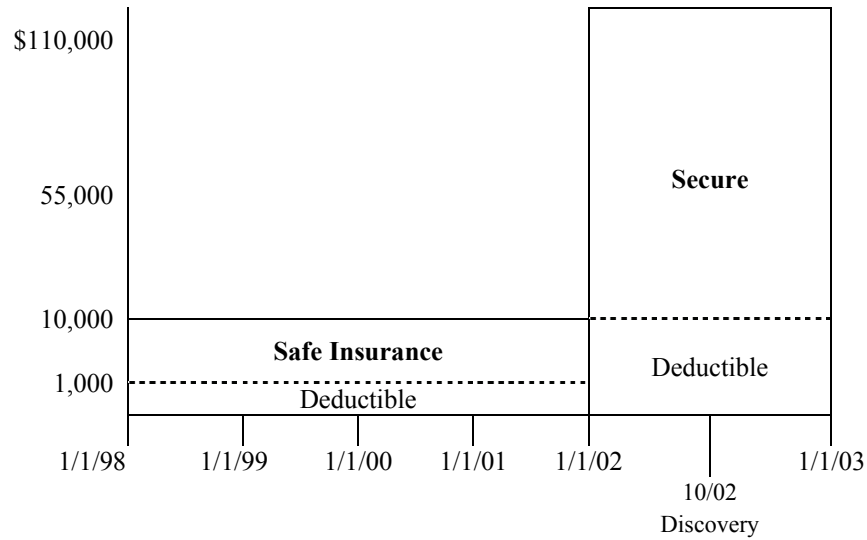 $110,000
Secure
55,000
10,000
Safe Insurance
Deductible
1,000
Deductible
1/1/98 1/1/99 1/1/00 1/1/01 1/1/02 1/1/03
10/02
Discovery